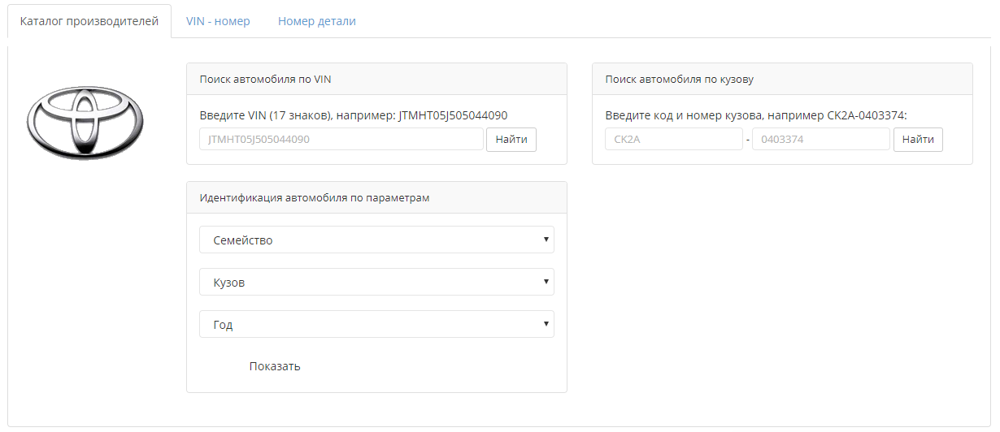 Каталог производителей
VIN - номер
Номер детали
Поиск автомобиля по VIN
Введите VIN (17 знаков), например: JTMHT05J505044090
JTMHT05J505044090
Найти
Поиск автомобиля по кузову
Введите код и номер кузова, например CK2A-0403374:
CK2A - 0403374
Найти
Идентификация автомобиля по параметрам
Семейство
Кузов
Год
Показать